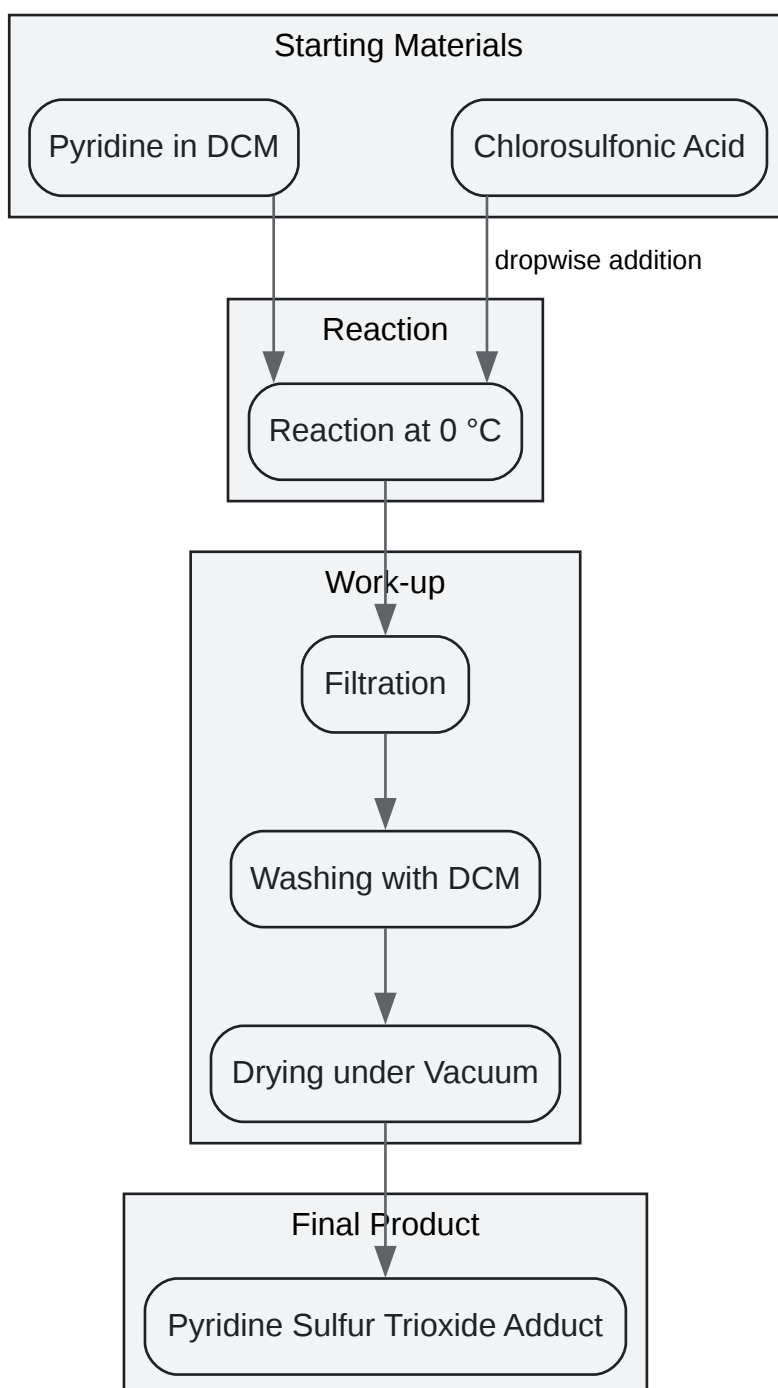 Starting Materials
Pyridine in DCM
Chlorosulfonic Acid
dropwise addition
Reaction
Reaction at 0 °C
Work-up
Filtration
Washing with DCM
Drying under Vacuum
Final Product
Pyridine Sulfur Trioxide Adduct